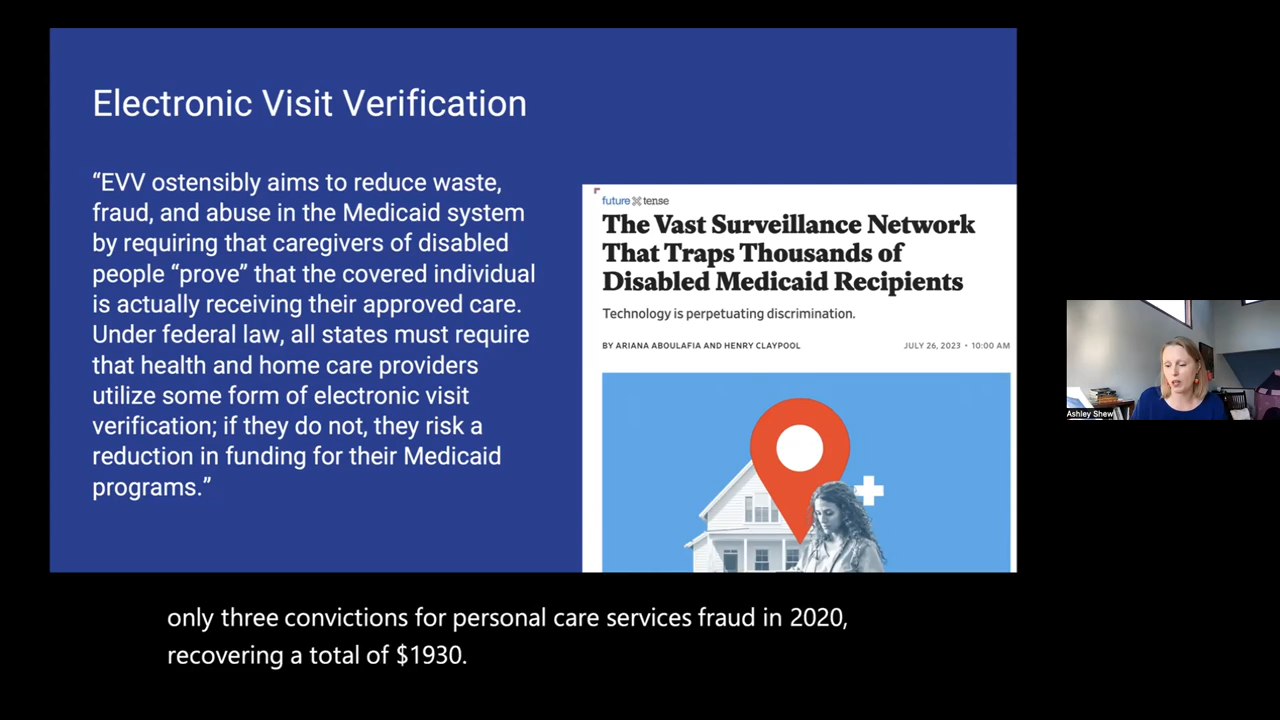 Electronic Visit Verification
“EVV ostensibly aims to reduce waste,
fraud, and abuse in the Medicaid system
by requiring that caregivers of disabled
people “prove” that the covered individual
is actually receiving their approved care.
Under federal law, all states must require
that health and home care providers
utilize some form of electronic visit
verification; if they do not, they risk a
reduction in funding for their Medicaid
programs.”
future tense
The Vast Surveillance Network
That Traps Thousands of
Disabled Medicaid Recipients
Technology is perpetuating discrimination.
BY ARIANA ABOULAFIA AND HENRY CLAYPOOL
JULY 26, 2023 • 10:00 AM
Ashley Shew
only three convictions for personal care services fraud in 2020,
recovering a total of $1930.